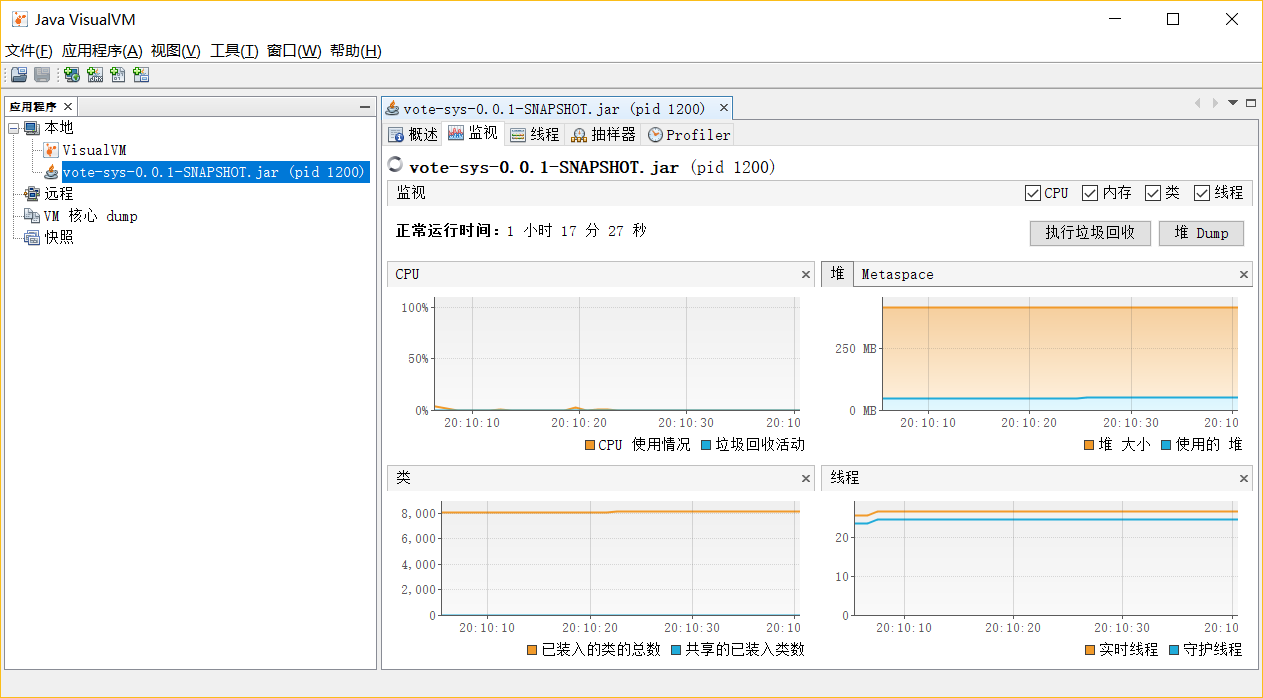 Java VisualVM
文件(F) 应用程序(A) 视图(V) 工具(T) 窗口(W) 帮助(H)
应用程序
本地
VisualVM
vote-sys-0.0.1-SNAPSHOT.jar (pid 1200)
远程
VM 核心 dump
快照
vote-sys-0.0.1-SNAPSHOT.jar (pid 1200)
概述 监视 线程 抽样器 Profiler
vote-sys-0.0.1-SNAPSHOT.jar (pid 1200)
监视 CPU 内存 类 线程
正常运行时间: 1 小时 17 分 27 秒 执行垃圾回收 堆 Dump
CPU
100%
50%
0%
20:10:10 20:10:20 20:10:30 20:10
CPU 使用情况 垃圾回收活动
堆 Metaspace
250 MB
0 MB
20:10:10 20:10:20 20:10:30 20:10
堆 大小 使用的 堆
类
8,000
6,000
4,000
2,000
0
20:10:10 20:10:20 20:10:30 20:10
已装入的类的总数 共享的已装入类数
线程
20
10
0
20:10:10 20:10:20 20:10:30 20:10
实时线程 守护线程